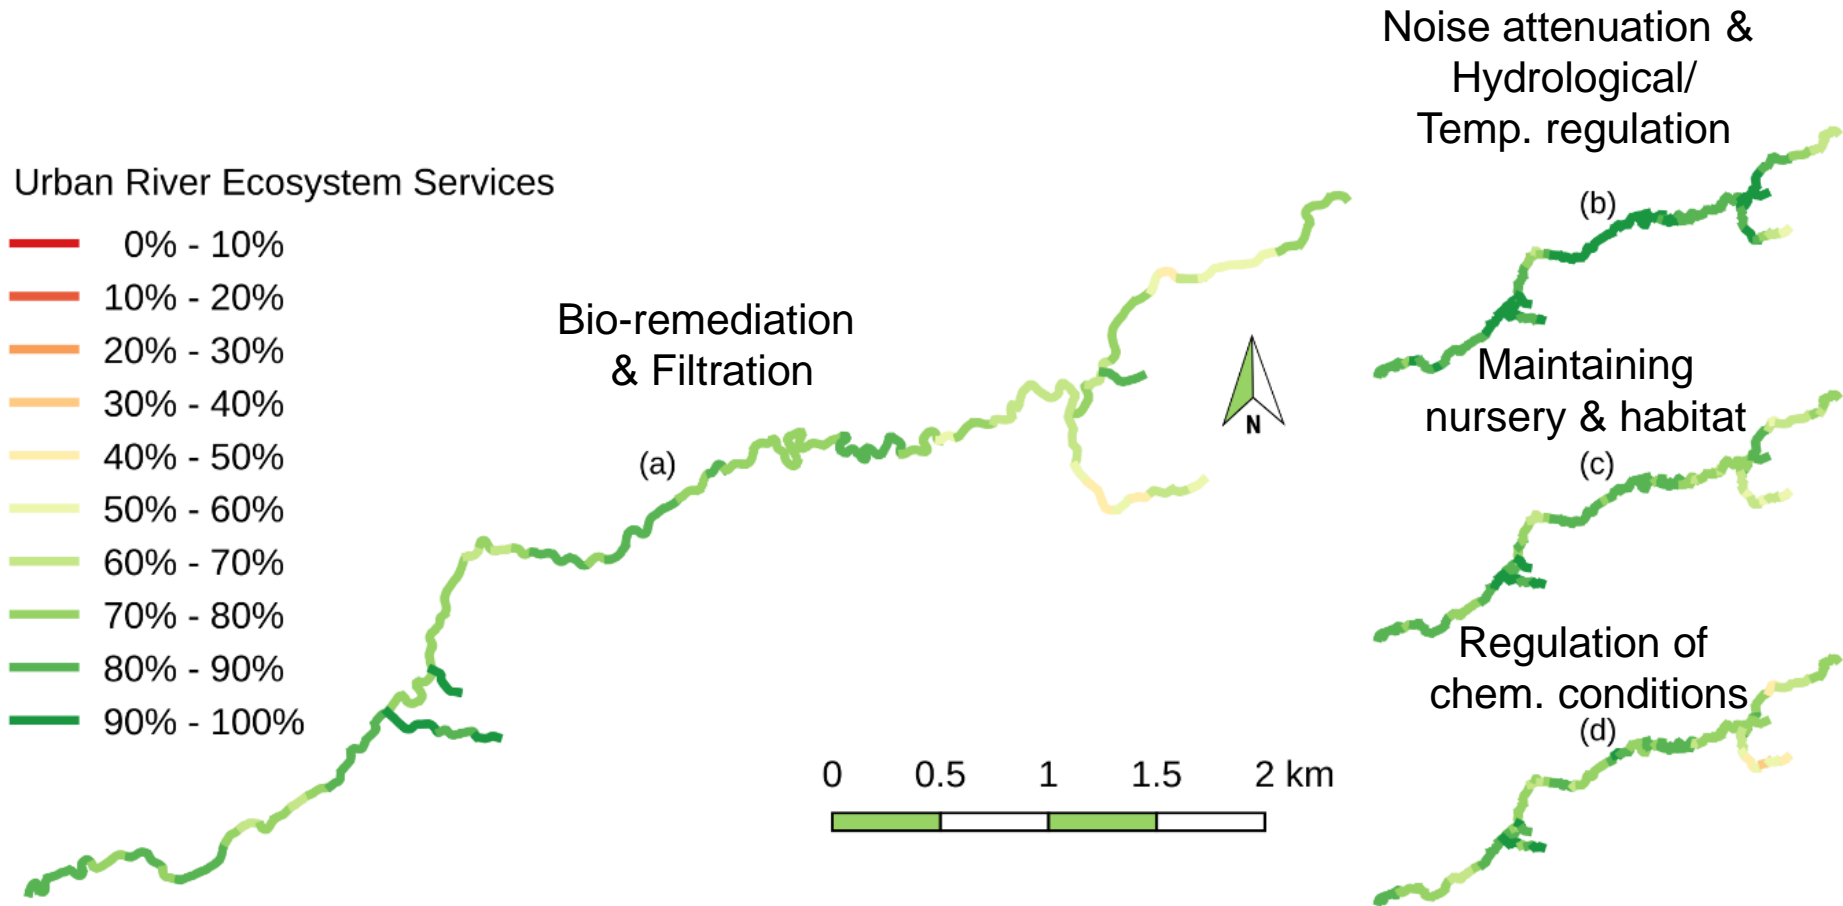 Noise attenuation &
Hydrological/
Temp. regulation
(b)
Urban River Ecosystem Services
0% - 10%
10% - 20%
20% - 30%
30% - 40%
40% - 50%
50% - 60%
60% - 70%
70% - 80%
80% - 90%
90% - 100%
Bio-remediation
& Filtration
(a)
N
Maintaining
nursery & habitat
(c)
Regulation of
chem. conditions
(d)
0 0.5 1 1.5 2 km